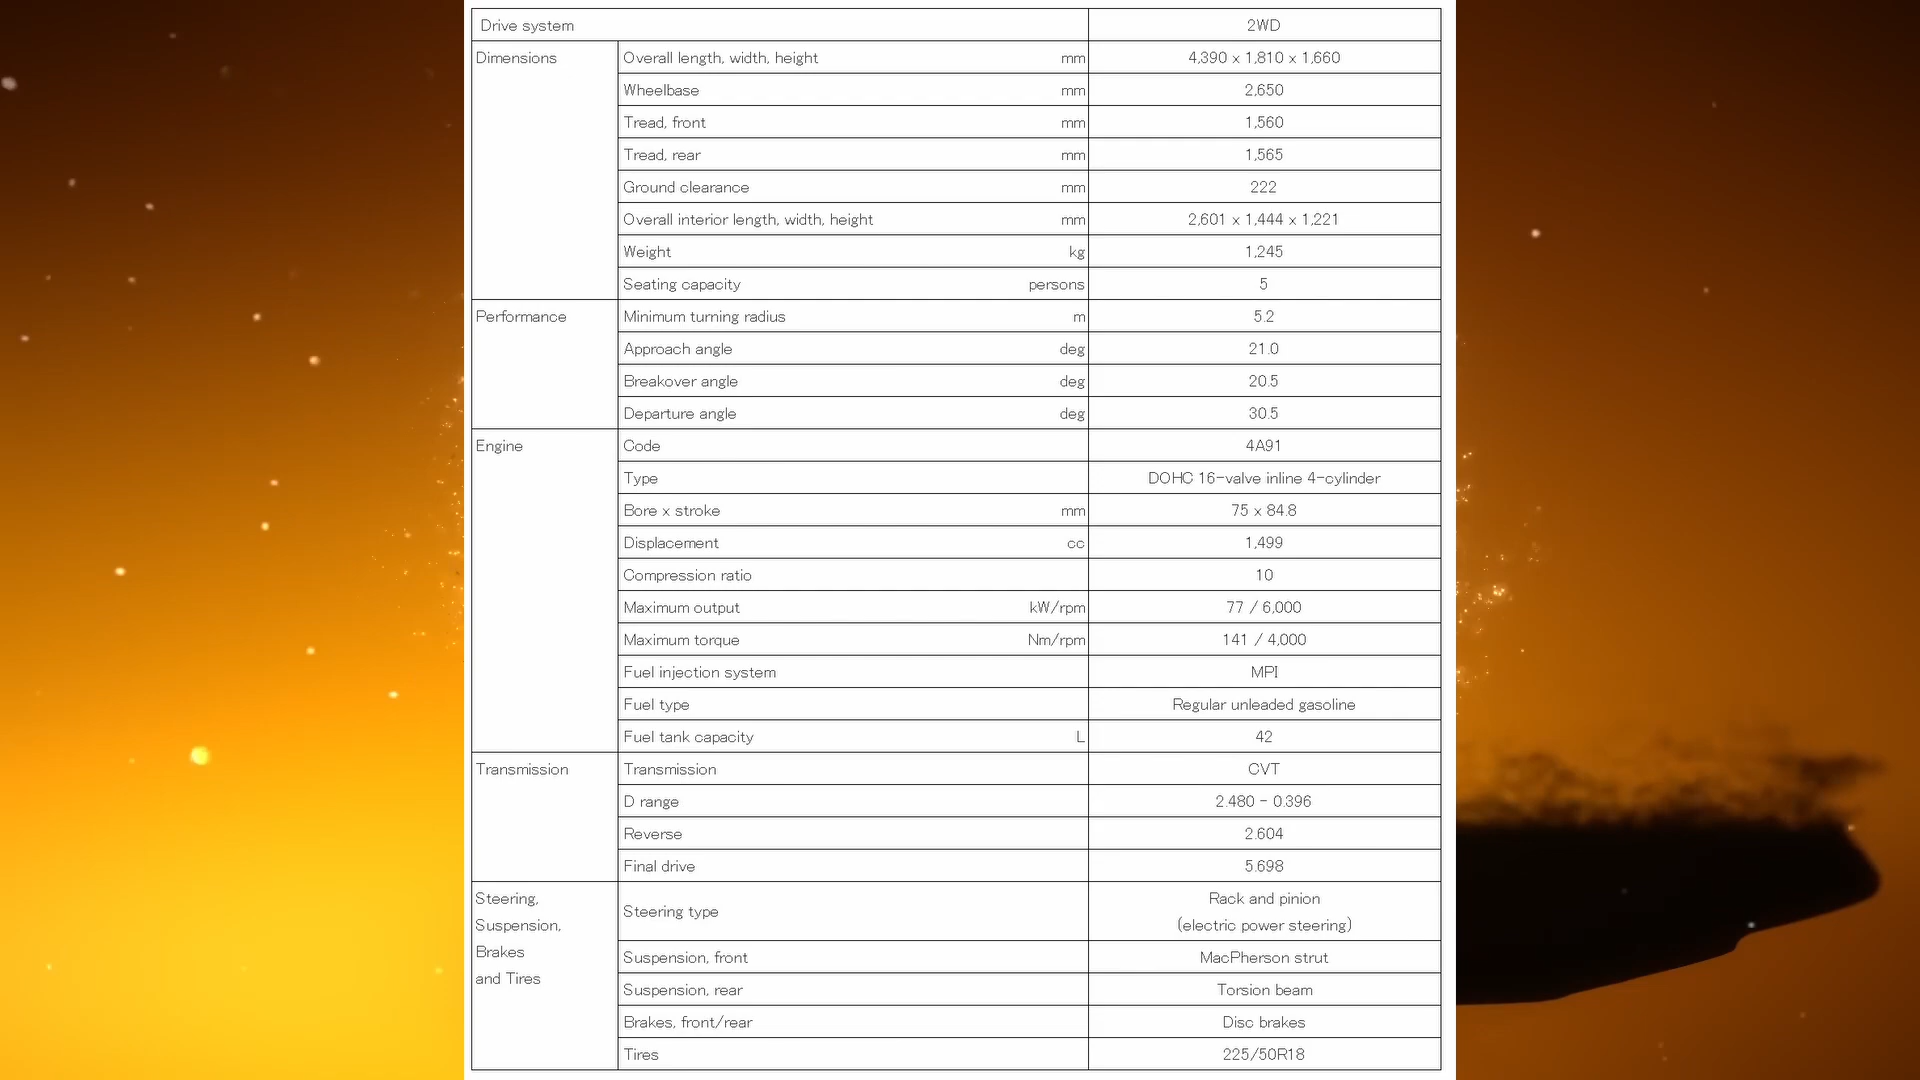 Drive system 2WD
Dimensions Overall length, width, height mm 4,390 x 1,810 x 1,660
Wheelbase mm 2,650
Tread, front mm 1,560
Tread, rear mm 1,565
Ground clearance mm 222
Overall interior length, width, height mm 2,601 x 1,444 x 1,221
Weight kg 1,245
Seating capacity persons 5
Performance Minimum turning radius m 5.2
Approach angle deg 21.0
Breakover angle deg 20.5
Departure angle deg 30.5
Engine Code 4A91
Type DOHC 16-valve inline 4-cylinder
Bore x stroke mm 75 x 84.8
Displacement cc 1,499
Compression ratio 10
Maximum output kW/rpm 77 / 6,000
Maximum torque Nm/rpm 141 / 4,000
Fuel injection system MPI
Fuel type Regular unleaded gasoline
Fuel tank capacity L 42
Transmission Transmission CVT
D range 2.480 - 0.396
Reverse 2.604
Final drive 5.698
Steering,
Suspension,
Brakes
and Tires
Steering type Rack and pinion
(electric power steering)
Suspension, front MacPherson strut
Suspension, rear Torsion beam
Brakes, front/rear Disc brakes
Tires 225/50R18